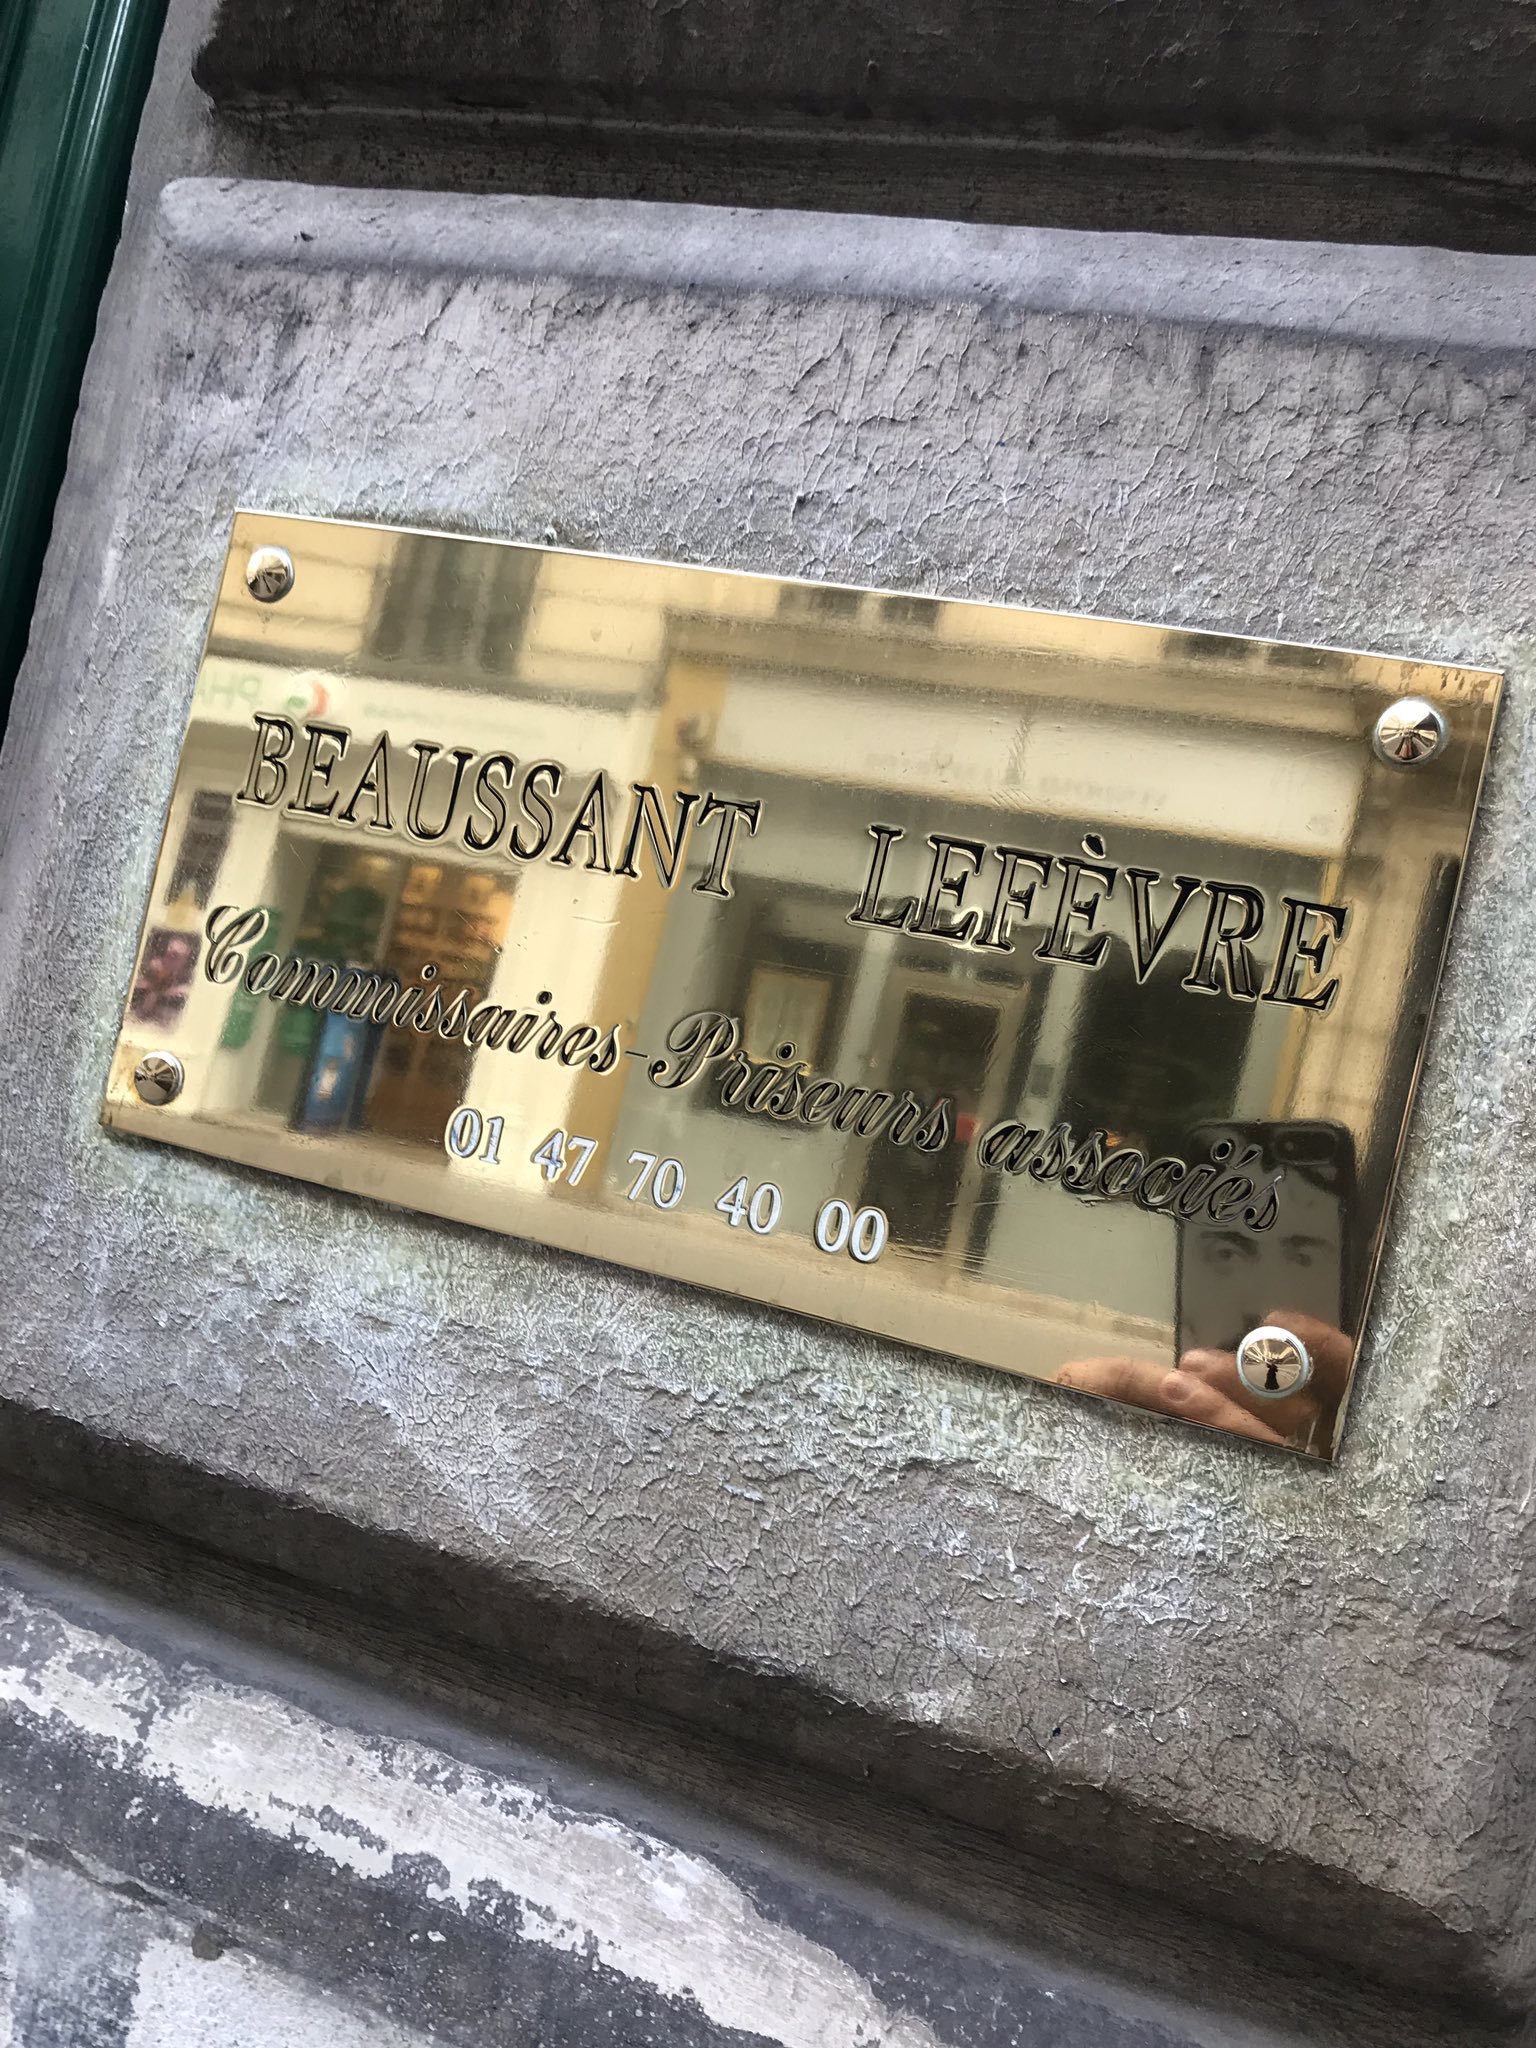 BEAUSSANT LEFÈVRE
Commissaires-Priseurs associés
01 47 70 40 00